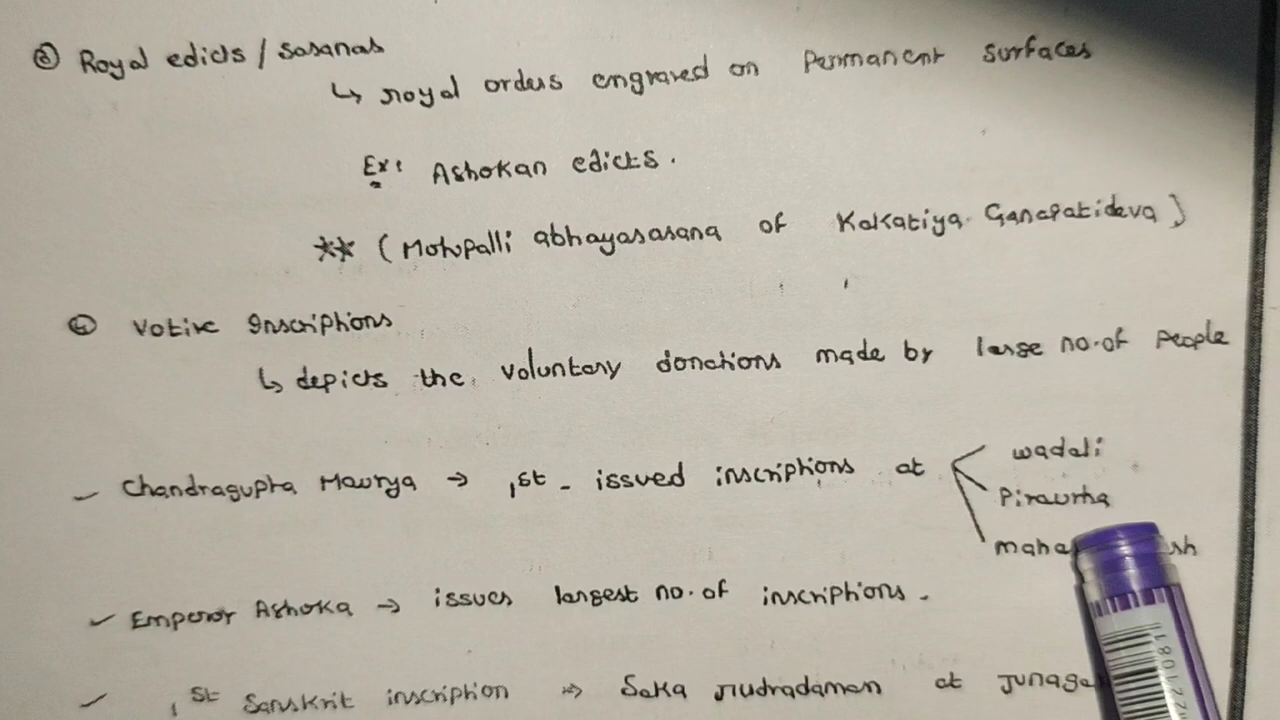 ③ Royal edicts / Sasanas
↳ royal orders engraved on Permanent surfaces
Ex: Ashokan edicts.
** (Motupalli abhayasasana of Kakatiya Ganapatideva)
④ Votive Inscriptions
↳ depicts the voluntary donations made by large no. of people
✓ Chandragupta Maurya → 1st - issued inscriptions at
wadali
Piraurha
✓ Emperor Ashoka → issues largest no. of inscriptions.
✓ 1st Sanskrit inscription ⇒ Saka rudradaman at